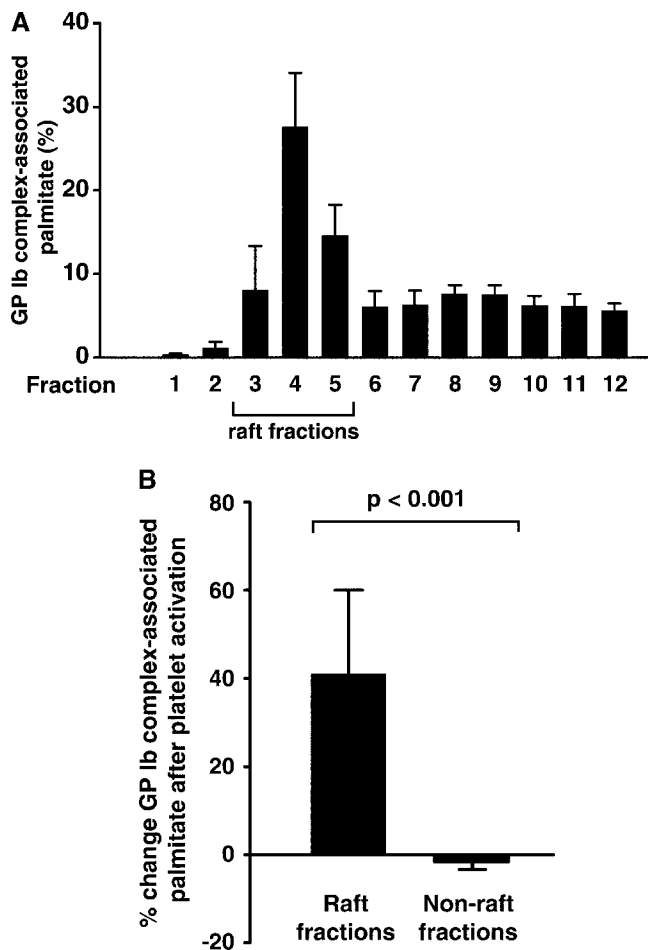 A
GP Ib complex-associated
palmitate (%)
40
30
20
10
0
Fraction 1 2 3 4 5 6 7 8 9 10 11 12
raft fractions
B
% change GP Ib complex-associated
palmitate after platelet activation
80
60
40
20
0
-20
p < 0.001
Raft
fractions
Non-raft
fractions